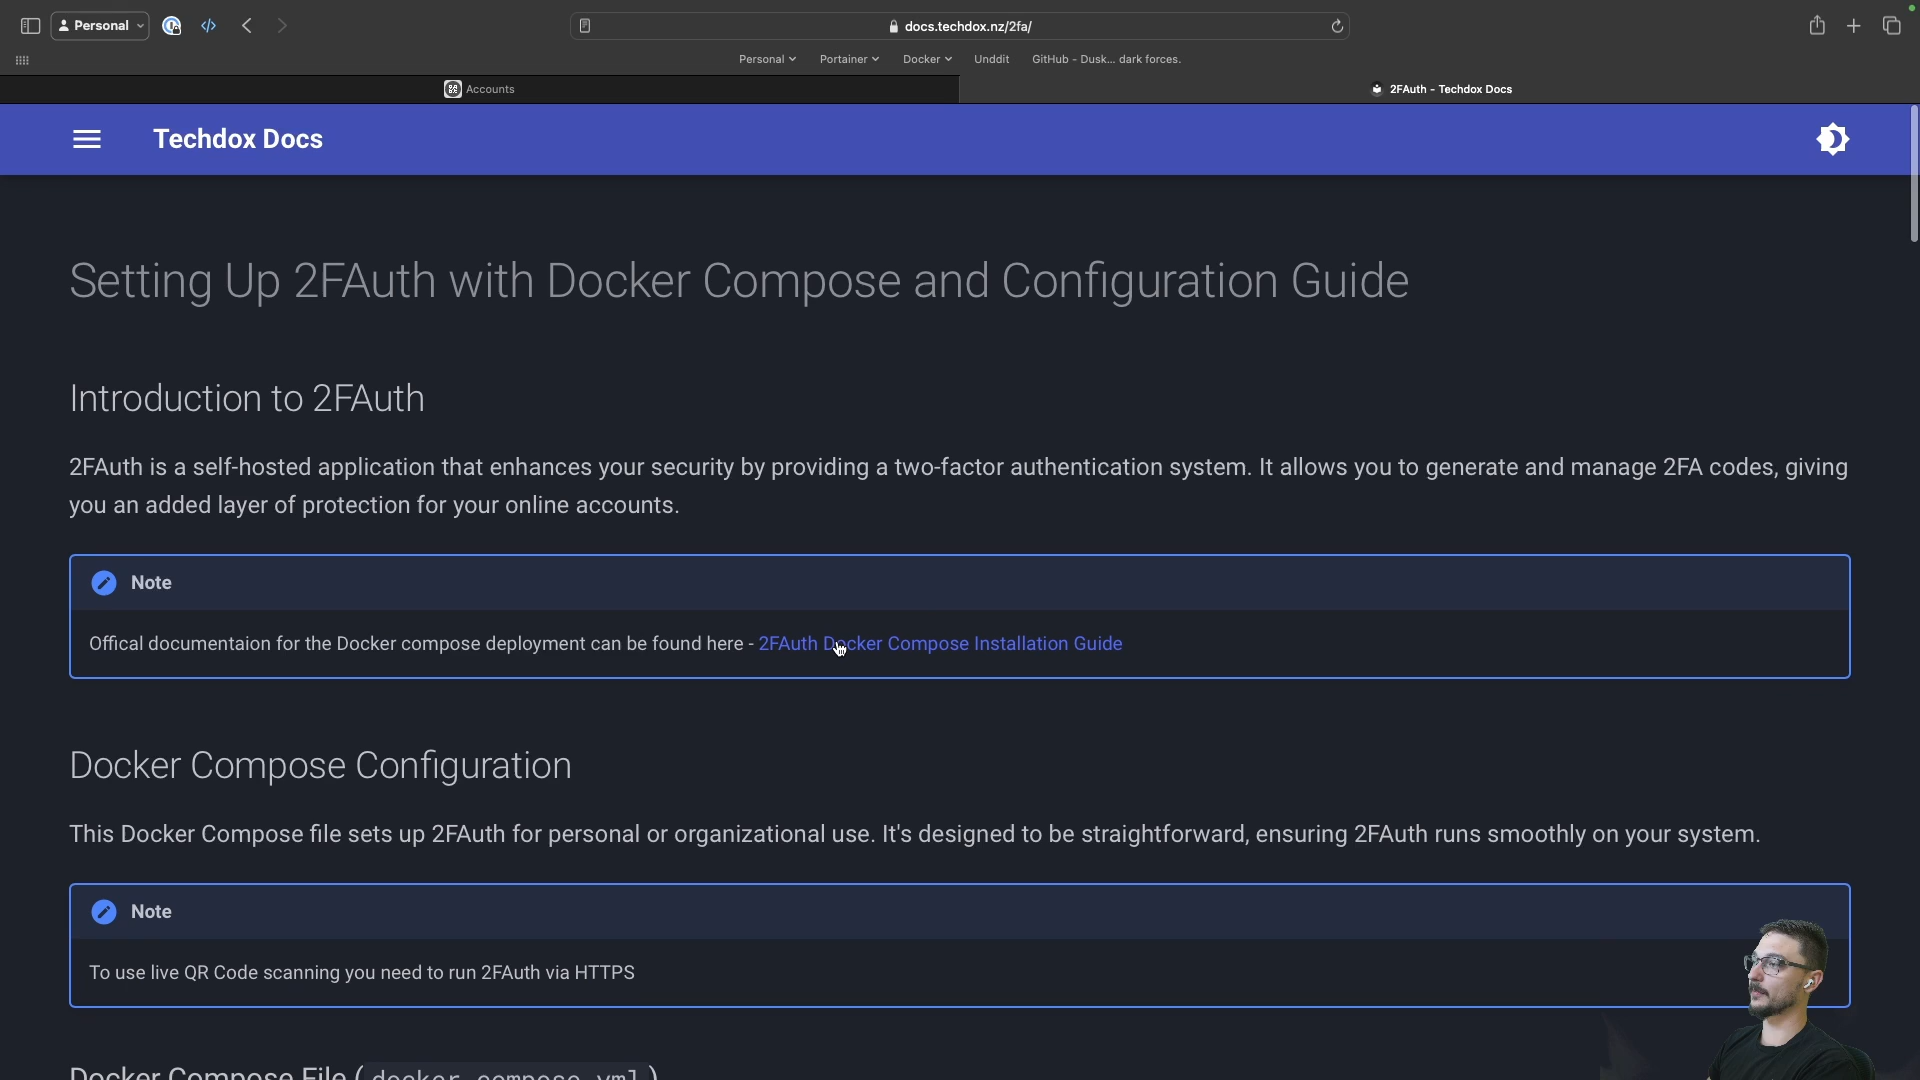 Personal
docs.techdox.nz/2fa/
Personal
Portainer
Docker
Unddit
GitHub - Dusk... dark forces.
Accounts
2FAuth - Techdox Docs
Techdox Docs
Setting Up 2FAuth with Docker Compose and Configuration Guide
Introduction to 2FAuth
2FAuth is a self-hosted application that enhances your security by providing a two-factor authentication system. It allows you to generate and manage 2FA codes, giving
you an added layer of protection for your online accounts.
Note
Offical documentaion for the Docker compose deployment can be found here - 2FAuth Docker Compose Installation Guide
Docker Compose Configuration
This Docker Compose file sets up 2FAuth for personal or organizational use. It's designed to be straightforward, ensuring 2FAuth runs smoothly on your system.
Note
To use live QR Code scanning you need to run 2FAuth via HTTPS
Docker Compose File (docker-compose.yml)